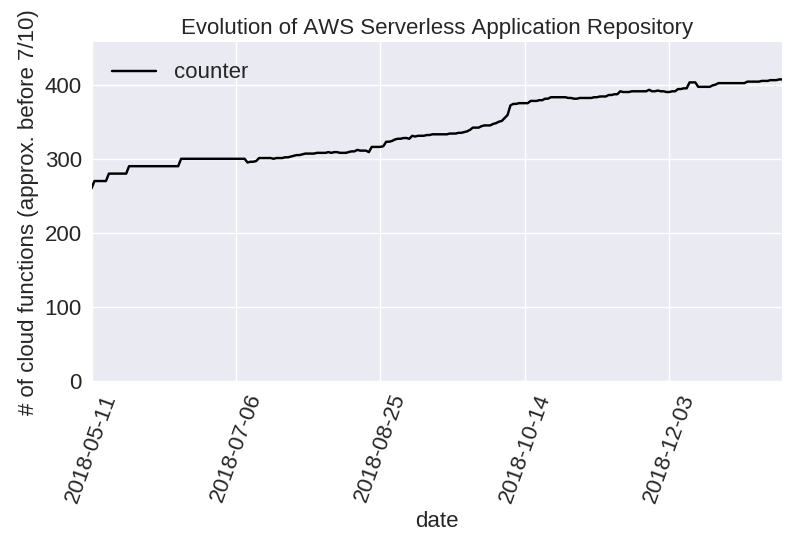 Evolution of AWS Serverless Application Repository
counter
# of cloud functions (approx. before 7/10)
400
300
200
100
0
2018-05-11
2018-07-06
2018-08-25
2018-10-14
2018-12-03
date